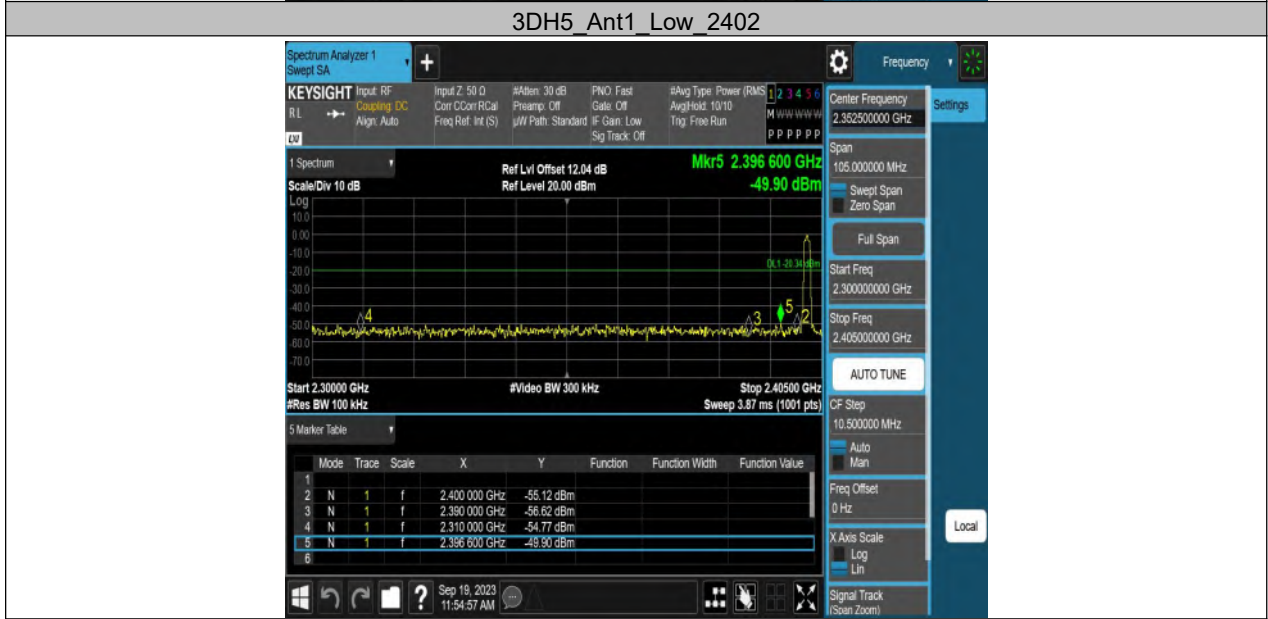 3DH5_Ant1_Low_2402
Spectrum Analyzer 1
Swept SA
+
Frequency
KEYSIGHT
RL
LXI
Input: RF
Coupling: DC
Align: Auto
Input Z: 50 Ω
Corr CCorr RCal
Freq Ref: Int (S)
#Atten: 30 dB
Preamp: Off
µW Path: Standard
PNO: Fast
Gate: Off
IF Gain: Low
Sig Track: Off
#Avg Type: Power (RMS
Avg|Hold: 10/10
Trig: Free Run
1 2 3 4 5 6
M W W W W W
P P P P P P
1 Spectrum
Scale/Div 10 dB
Ref Lvl Offset 12.04 dB
Ref Level 20.00 dBm
Mkr5 2.396 600 GHz
-49.90 dBm
Log
10.0
0.00
-10.0
-20.0
-30.0
-40.0
-50.0
-60.0
-70.0
DL1 -20.34 dBm
4
3
5
2
Start 2.30000 GHz
#Video BW 300 kHz
Stop 2.40500 GHz
#Res BW 100 kHz
Sweep 3.87 ms (1001 pts)
5 Marker Table
Mode Trace Scale X Y Function Function Width Function Value
1
2 N 1 f 2.400 000 GHz -55.12 dBm
3 N 1 f 2.390 000 GHz -56.62 dBm
4 N 1 f 2.310 000 GHz -54.77 dBm
5 N 1 f 2.396 600 GHz -49.90 dBm
6
?
Sep 19, 2023
11:54:57 AM
Center Frequency
2.352500000 GHz
Settings
Span
105.000000 MHz
Swept Span
Zero Span
Full Span
Start Freq
2.300000000 GHz
Stop Freq
2.405000000 GHz
AUTO TUNE
CF Step
10.500000 MHz
Auto
Man
Freq Offset
0 Hz
Local
X Axis Scale
Log
Lin
Signal Track
(Span Zoom)